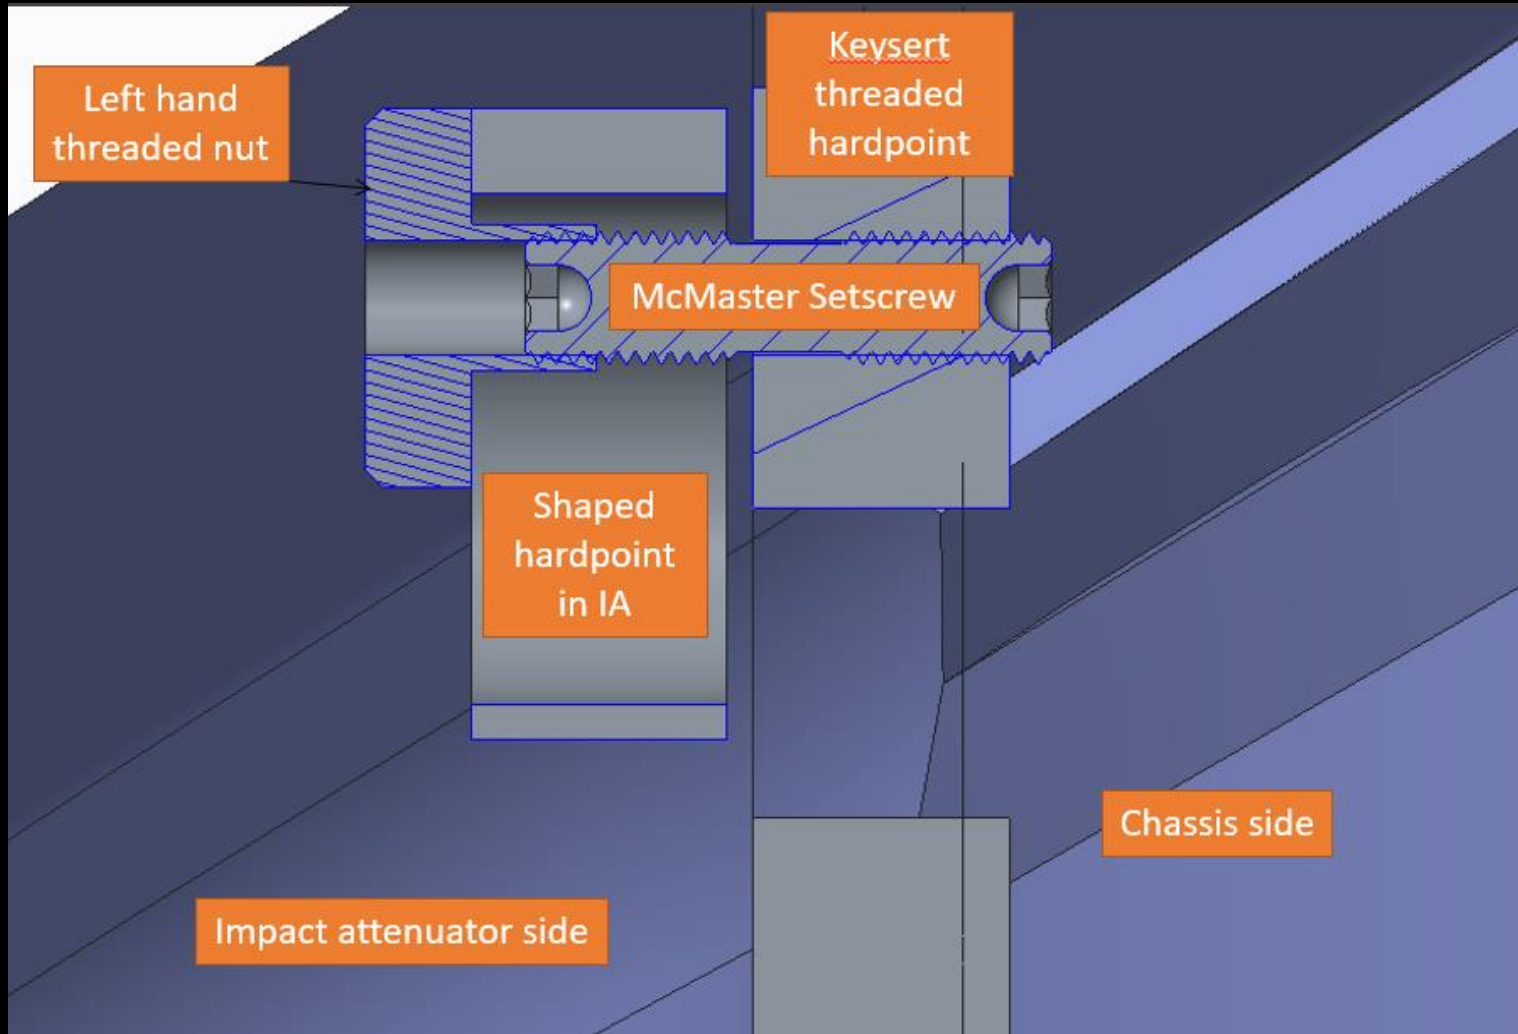 Keysert
threaded
hardpoint
Left hand
threaded nut
McMaster Setscrew
Shaped
hardpoint
in IA
Chassis side
Impact attenuator side